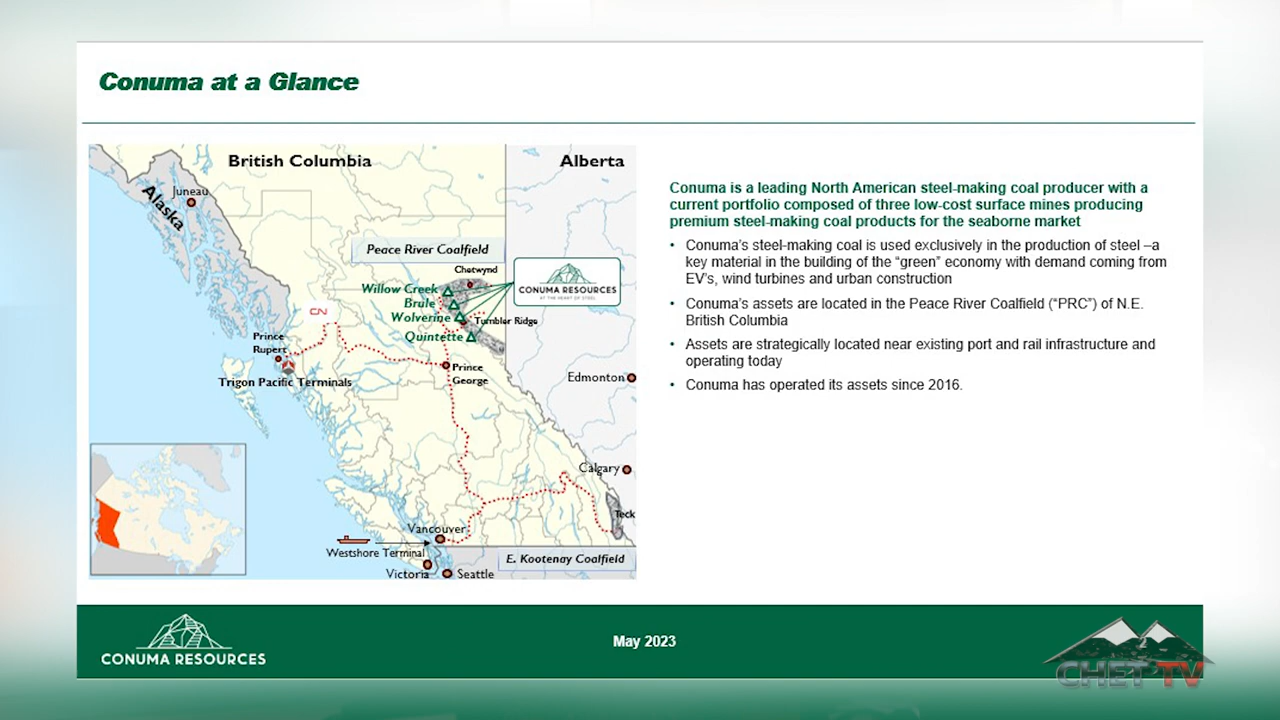 Conuma at a Glance
British Columbia
Alberta
Juneau
Alaska
Peace River Coalfield
Chetwynd
Willow Creek
Brule
Wolverine
Tumbler Ridge
Quintette
CONUMA RESOURCES
AT THE HEART OF STEEL
CN
Prince
Rupert
Trigon Pacific Terminals
Prince
George
Edmonton
Calgary
Teck
Vancouver
Westshore Terminal
E. Kootenay Coalfield
Victoria
Seattle
Conuma is a leading North American steel-making coal producer with a
current portfolio composed of three low-cost surface mines producing
premium steel-making coal products for the seaborne market
• Conuma's steel-making coal is used exclusively in the production of steel –a
key material in the building of the “green” economy with demand coming from
EV's, wind turbines and urban construction
• Conuma's assets are located in the Peace River Coalfield (“PRC”) of N.E.
British Columbia
• Assets are strategically located near existing port and rail infrastructure and
operating today
• Conuma has operated its assets since 2016.
CONUMA RESOURCES
May 2023
2
CHET TV